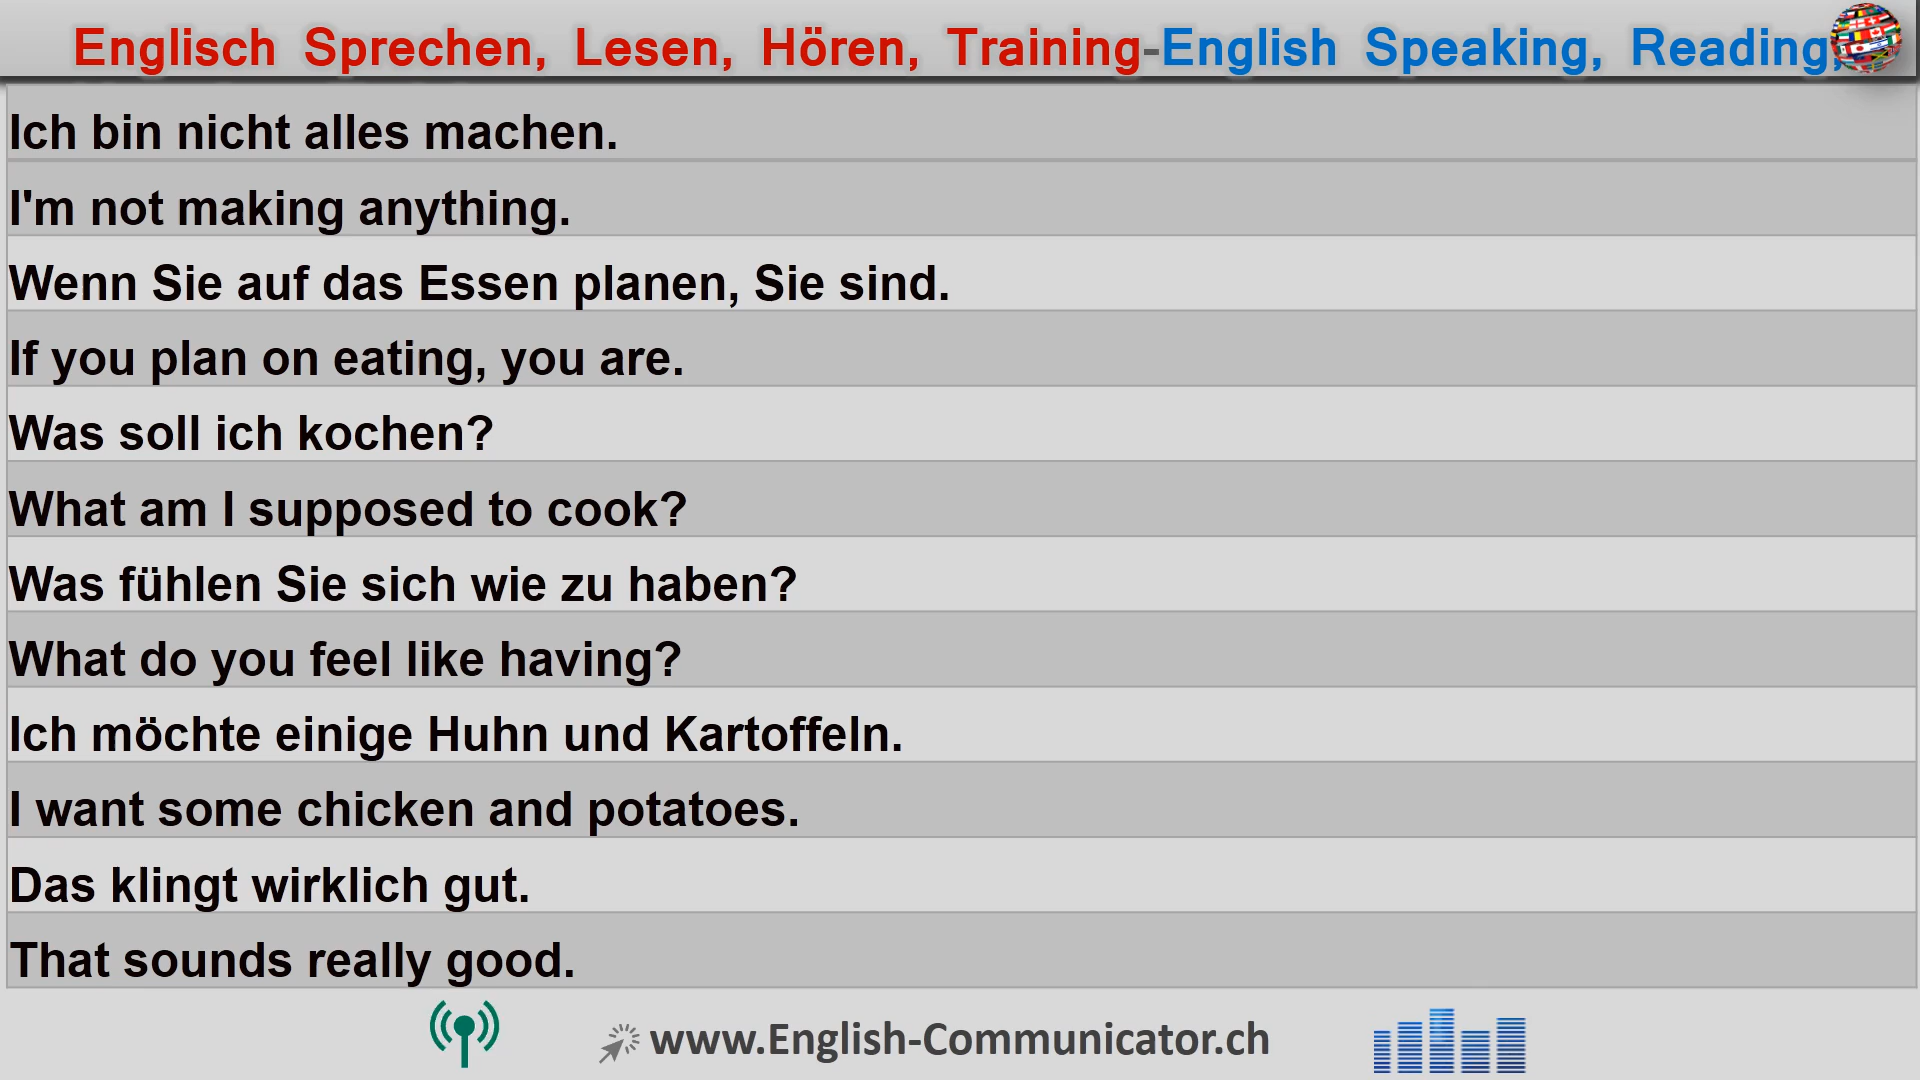 Englisch Sprechen, Lesen, Hören, Training-English Speaking, Reading,
Ich bin nicht alles machen.
I'm not making anything.
Wenn Sie auf das Essen planen, Sie sind.
If you plan on eating, you are.
Was soll ich kochen?
What am I supposed to cook?
Was fühlen Sie sich wie zu haben?
What do you feel like having?
Ich möchte einige Huhn und Kartoffeln.
I want some chicken and potatoes.
Das klingt wirklich gut.
That sounds really good.
www.English-Communicator.ch